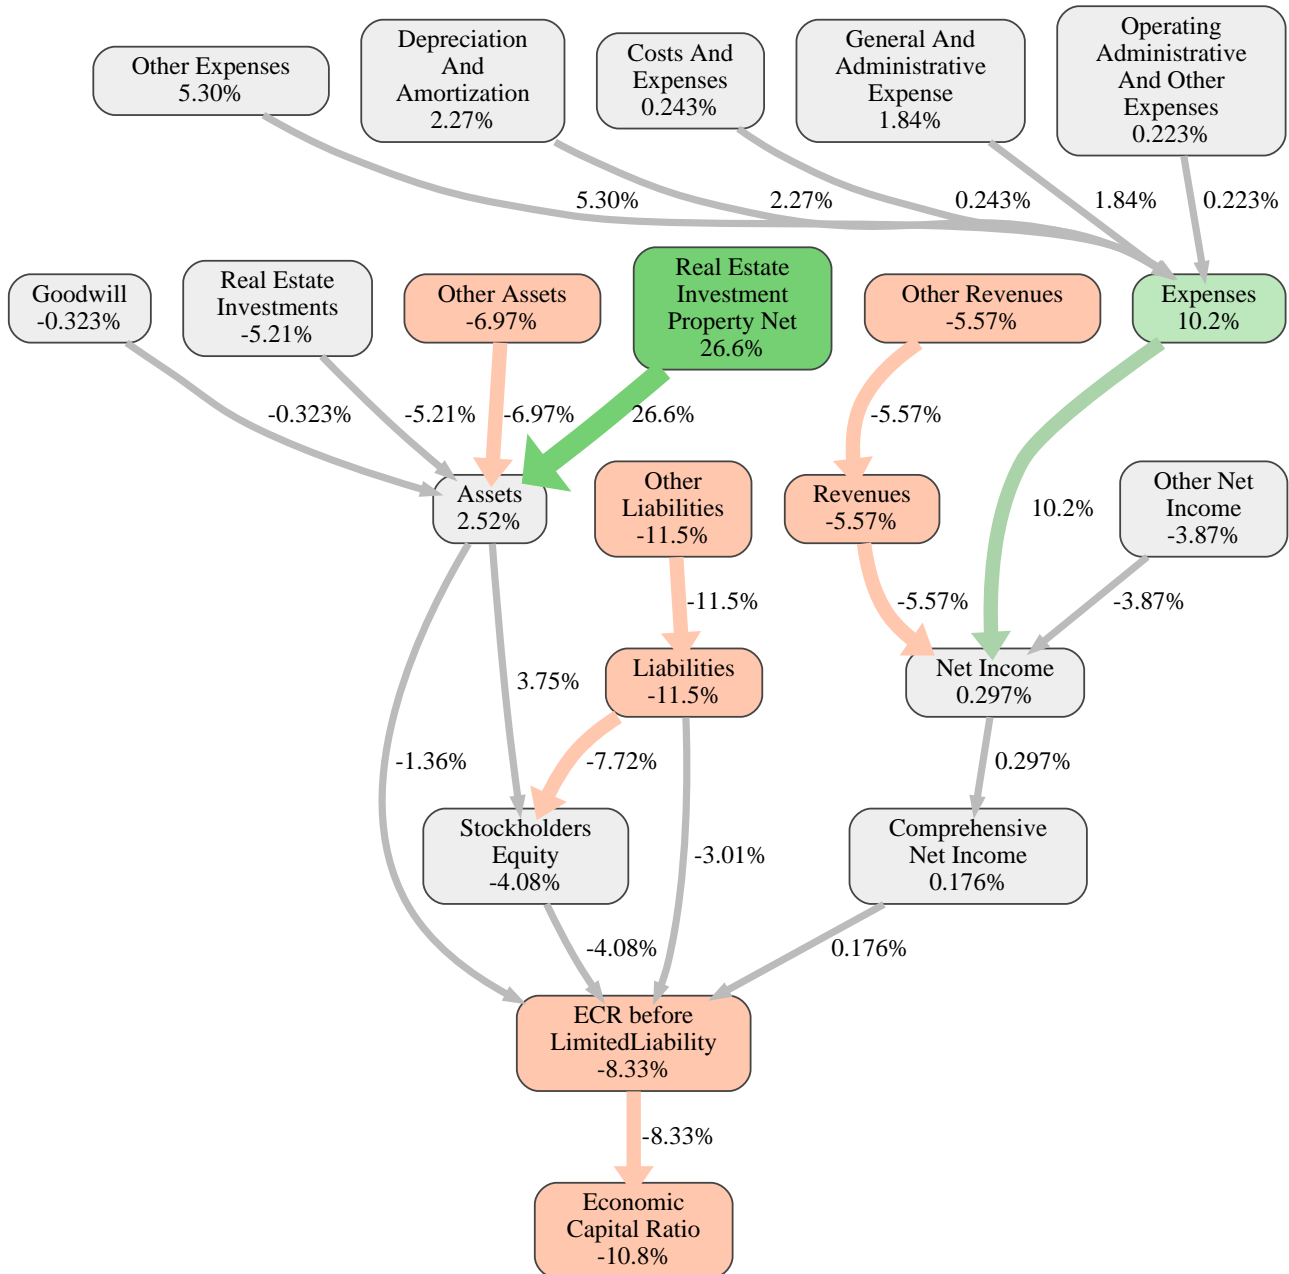 Other Expenses
5.30%
Depreciation
And
Amortization
2.27%
Costs And
Expenses
0.243%
General And
Administrative
Expense
1.84%
Operating
Administrative
And Other
Expenses
0.223%
5.30%
2.27%
0.243%
1.84%
0.223%
Goodwill
-0.323%
Real Estate
Investments
-5.21%
Other Assets
-6.97%
Real Estate
Investment
Property Net
26.6%
Other Revenues
-5.57%
Expenses
10.2%
-0.323%
-5.21%
-6.97%
26.6%
-5.57%
Assets
2.52%
Other
Liabilities
-11.5%
Revenues
-5.57%
10.2%
Other Net
Income
-3.87%
-11.5%
-5.57%
-3.87%
3.75%
Liabilities
-11.5%
Net Income
0.297%
-1.36%
-7.72%
0.297%
Stockholders
Equity
-4.08%
-3.01%
Comprehensive
Net Income
0.176%
-4.08%
0.176%
ECR before
LimitedLiability
-8.33%
-8.33%
Economic
Capital Ratio
-10.8%